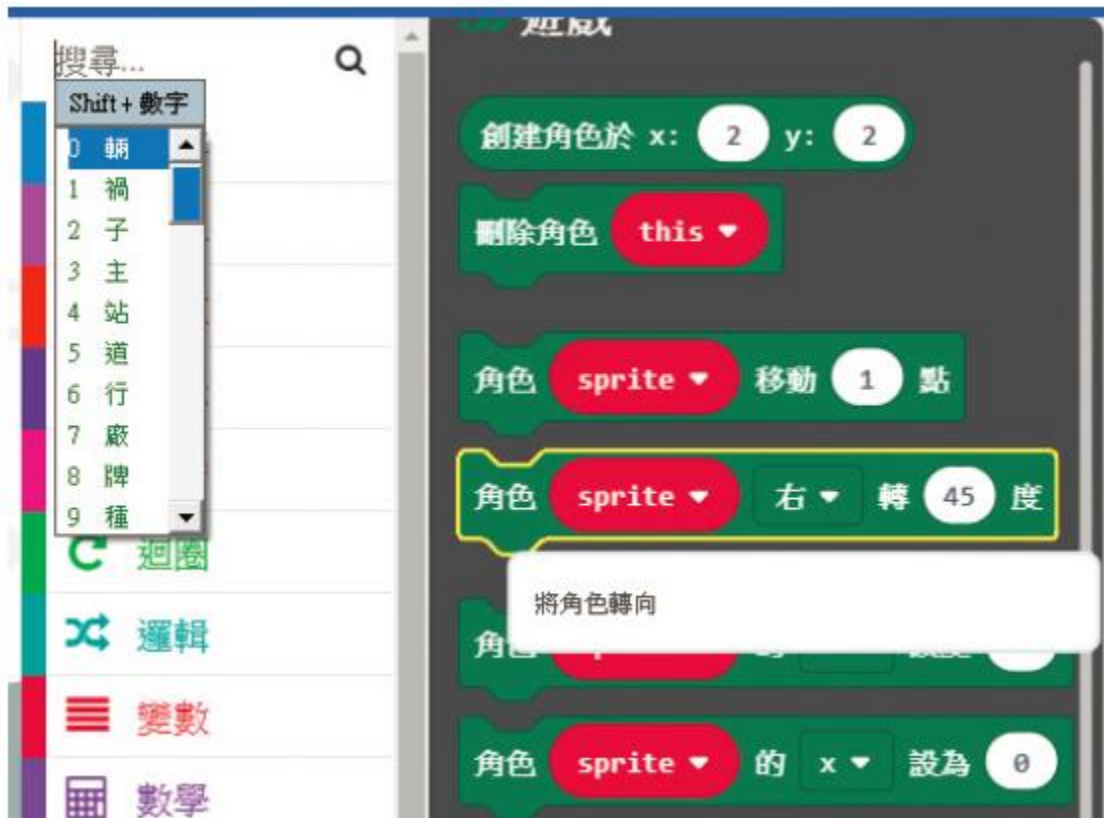 搜尋...
Shift + 數字
0 輛
1 禍
2 子
3 主
4 站
5 道
6 行
7 廠
8 牌
9 種
迴圈
邏輯
變數
數學
遊戲
創建角色於 x: 2 y: 2
刪除角色 this
角色 sprite 移動 1 點
角色 sprite 右 轉 45 度
將角色轉向
角色 sprite 的 x 設為 0